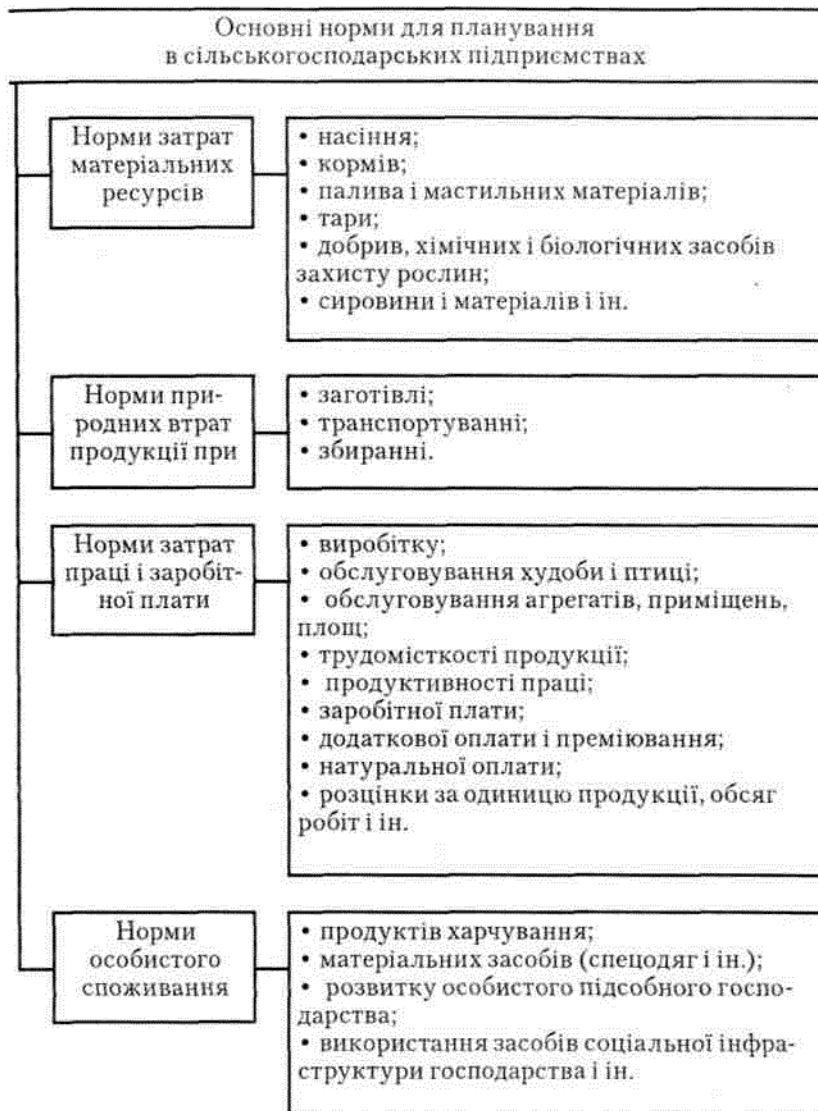 Основні норми для планування
в сільськогосподарських підприємствах
Норми затрат
матеріальних
ресурсів
• насіння;
• кормів;
• палива і мастильних матеріалів;
• тари;
• добрив, хімічних і біологічних засобів
захисту рослин;
• сировини і матеріалів і ін.
Норми при-
родних втрат
продукції при
• заготівлі;
• транспортуванні;
• збиранні.
Норми затрат
праці і заробіт-
ної плати
• виробітку;
• обслуговування худоби і птиці;
• обслуговування агрегатів, приміщень,
площ;
• трудомісткості продукції;
• продуктивності праці;
• заробітної плати;
• додаткової оплати і преміювання;
• натуральної оплати;
• розцінки за одиницю продукції, обсяг
робіт і ін.
Норми
особистого
споживання
• продуктів харчування;
• матеріальних засобів (спецодяг і ін.);
• розвитку особистого підсобного госпо-
дарства;
• використання засобів соціальної інфра-
структури господарства і ін.